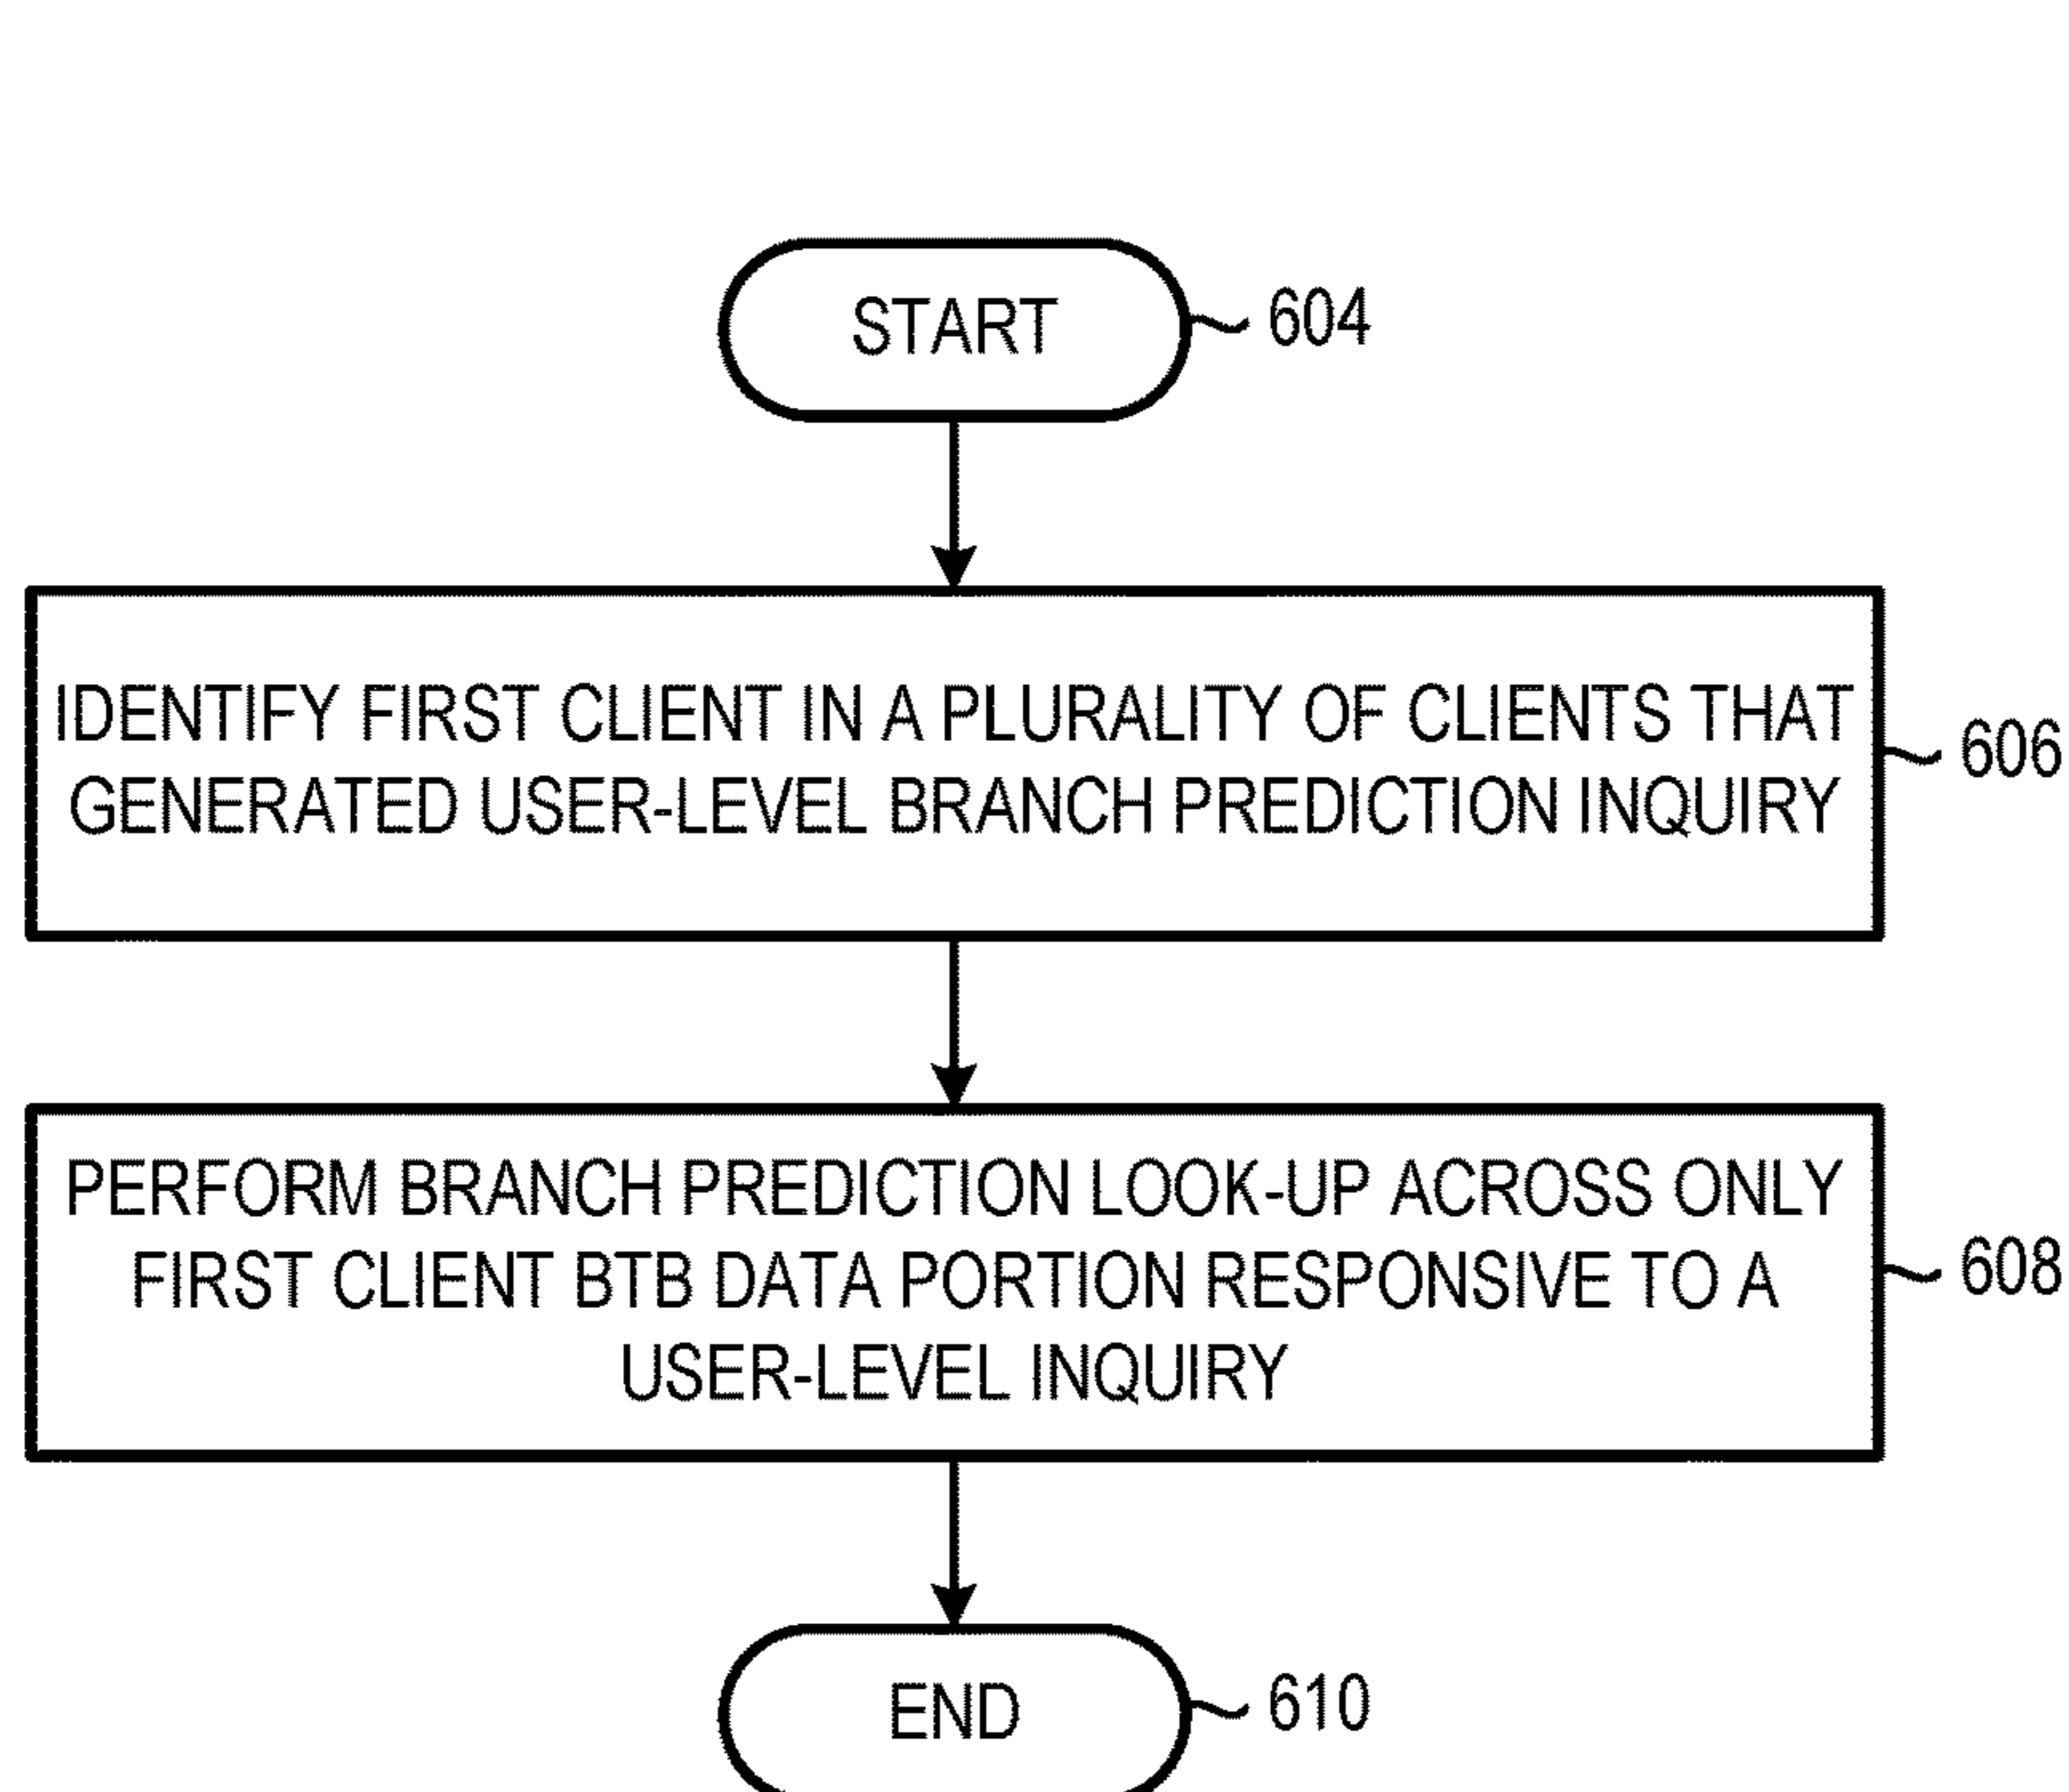 START
604
IDENTIFY FIRST CLIENT IN A PLURALITY OF CLIENTS THAT
GENERATED USER-LEVEL BRANCH PREDICTION INQUIRY
606
PERFORM BRANCH PREDICTION LOOK-UP ACROSS ONLY
FIRST CLIENT BTB DATA PORTION RESPONSIVE TO A
USER-LEVEL INQUIRY
608
END
610